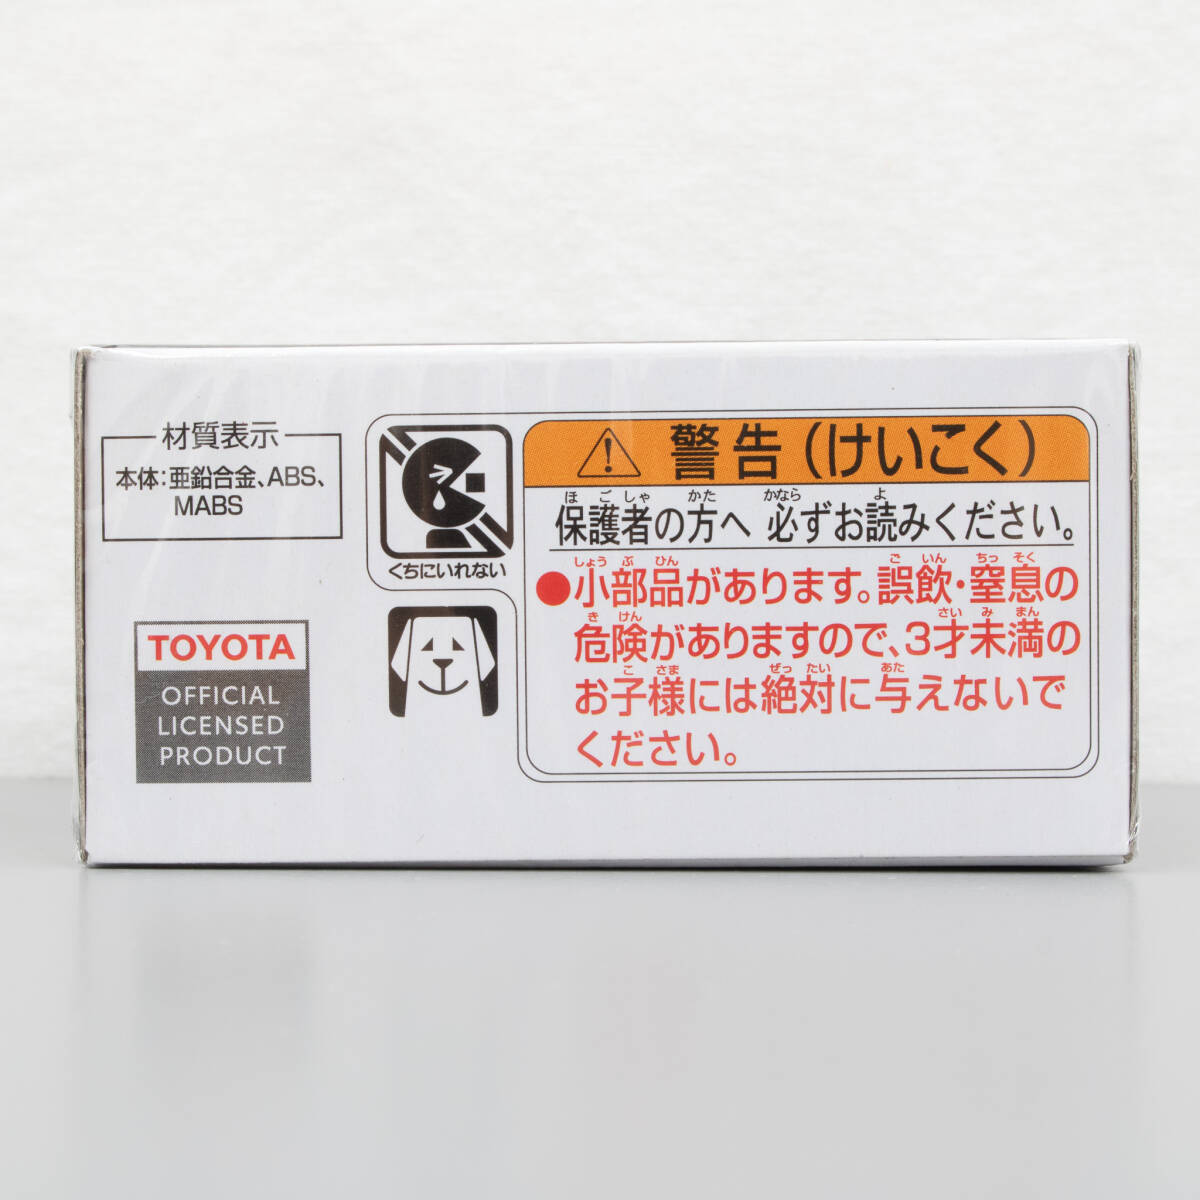 材質表示
本体：亜鉛合金、ABS、
MABS
TOYOTA
OFFICIAL
LICENSED
PRODUCT
くちにいれない
警告（けいこく）
ほごしゃ かた かなら よ
保護者の方へ 必ずお読みください。
しょうぶひん ごいん ちっそく
●小部品があります。誤飲・窒息の
きけん さいみまん
危険がありますので、3才未満の
こさま ぜったい あた
お子様には絶対に与えないで
ください。